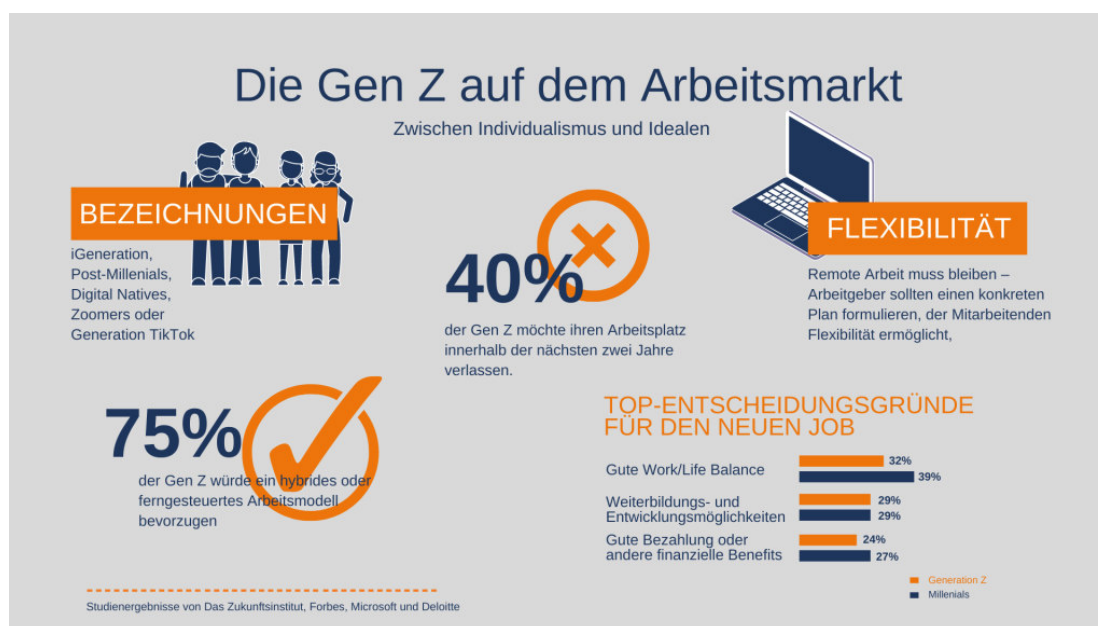 Die Gen Z auf dem Arbeitsmarkt
Zwischen Individualismus und Idealen
BEZEICHNUNGEN
iGeneration,
Post-Millenials,
Digital Natives,
Zoomers oder
Generation TikTok
40%
der Gen Z möchte ihren Arbeitsplatz
innerhalb der nächsten zwei Jahre
verlassen.
FLEXIBILITÄT
Remote Arbeit muss bleiben –
Arbeitgeber sollten einen konkreten
Plan formulieren, der Mitarbeitenden
Flexibilität ermöglicht,
75%
der Gen Z würde ein hybrides oder
ferngesteuertes Arbeitsmodell
bevorzugen
TOP-ENTSCHEIDUNGSGRÜNDE
FÜR DEN NEUEN JOB
Gute Work/Life Balance
32%
39%
Weiterbildungs- und
Entwicklungsmöglichkeiten
29%
29%
Gute Bezahlung oder
andere finanzielle Benefits
24%
27%
Generation Z
Millenials
Studienergebnisse von Das Zukunftsinstitut, Forbes, Microsoft und Deloitte